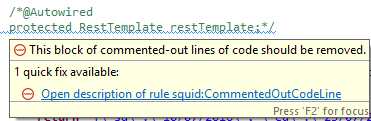 /*@Autowired
protected RestTemplate restTemplate;*/
This block of commented-out lines of code should be removed.
1 quick fix available:
Open description of rule squid:CommentedOutCodeLine
Press 'F2' for focus